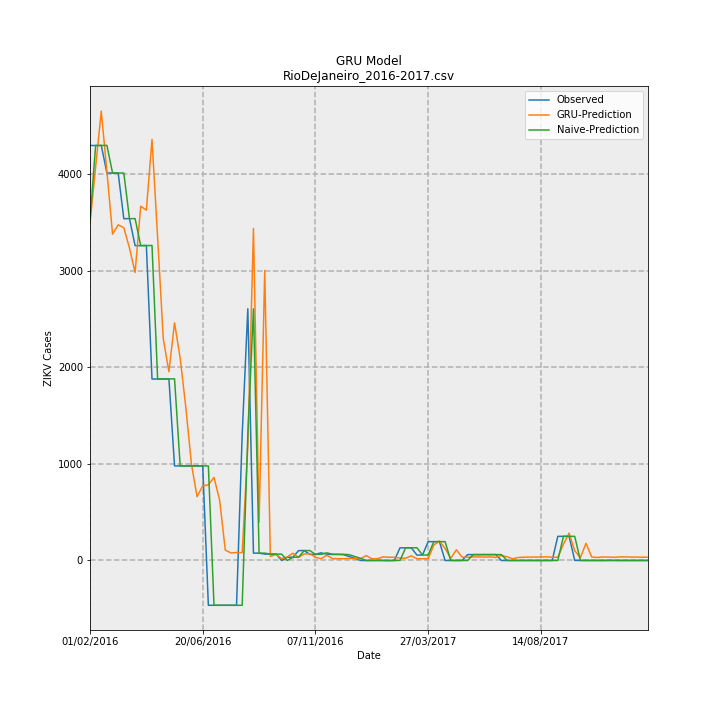 GRU Model
RioDeJaneiro_2016-2017.csv
Observed
GRU-Prediction
Naive-Prediction
4000
3000
2000
1000
0
ZIKV Cases
01/02/2016
20/06/2016
07/11/2016
27/03/2017
14/08/2017
Date